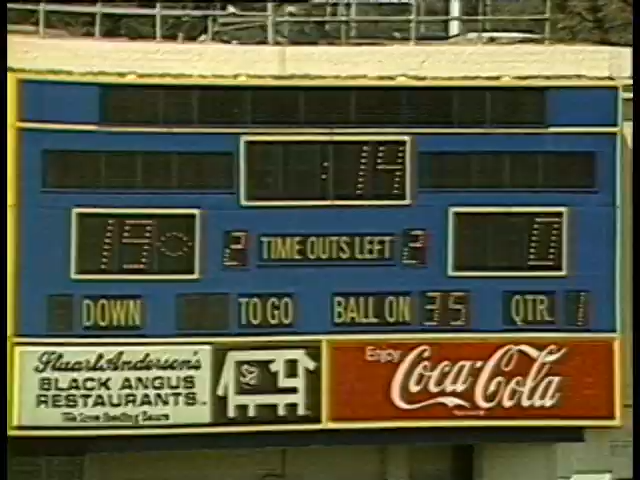 :14
19 2 TIME OUTS LEFT 2 0
DOWN TO GO BALL ON 35 QTR. 1
Stuart Anderson's
BLACK ANGUS
RESTAURANTS
Enjoy
Coca-Cola